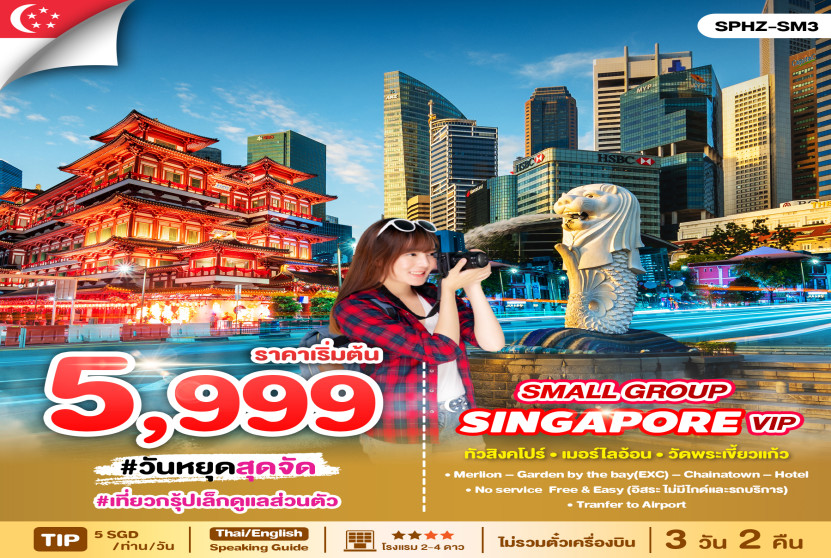 SPHZ-SM3
HSBC
HSBC
ราคาเริ่มต้น
5,999
#วันหยุดสุดจัด
#เที่ยวกรุ๊ปเล็กดูแลส่วนตัว
SMALL GROUP
SINGAPORE VIP
ทัวสิงคโปร์ • เมอร์ไลอ้อน • วัดพระเขี้ยวแก้ว
• Merlion – Garden by the bay(EXC) – Chainatown – Hotel
• No service Free & Easy (อิสระ ไม่มีไกด์และรถบริการ)
• Tranfer to Airport
TIP 5 SGD
/ท่าน/วัน
Thai/English
Speaking Guide
โรงแรม 2-4 ดาว
ไม่รวมตั๋วเครื่องบิน
3 วัน 2 คืน